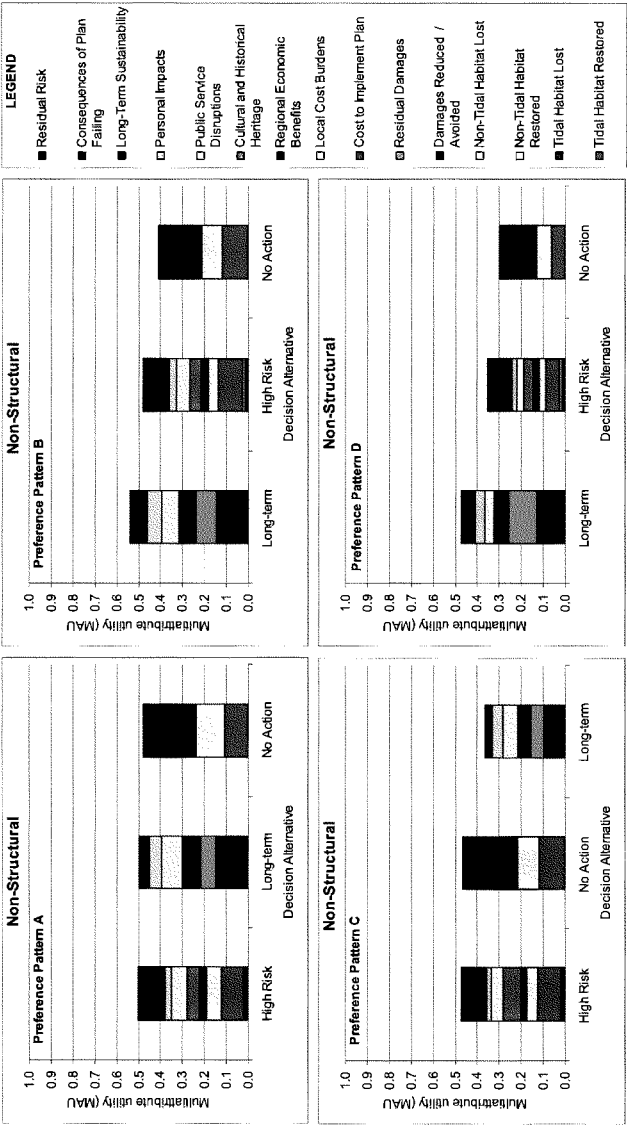 Non-Structural
Preference Pattern A
Multiattribute utility (MAU)
1.0
0.9
0.8
0.7
0.6
0.5
0.4
0.3
0.2
0.1
0.0
High Risk
Long-term
No Action
Decision Alternative
Non-Structural
Preference Pattern B
Multiattribute utility (MAU)
1.0
0.9
0.8
0.7
0.6
0.5
0.4
0.3
0.2
0.1
0.0
Long-term
High Risk
No Action
Decision Alternative
Preference Pattern C
Non-Structural
Multiattribute utility (MAU)
1.0
0.9
0.8
0.7
0.6
0.5
0.4
0.3
0.2
0.1
0.0
High Risk
No Action
Long-term
Decision Alternative
Non-Structural
Preference Pattern D
Multiattribute utility (MAU)
1.0
0.9
0.8
0.7
0.6
0.5
0.4
0.3
0.2
0.1
0.0
Long-term
High Risk
No Action
Decision Alternative
LEGEND
Residual Risk
Consequences of Plan
Failing
Long-Term Sustainability
Personal Impacts
Public Service
Disruptions
Cultural and Historical
Heritage
Regional Economic
Benefits
Local Cost Burdens
Cost to Implement Plan
Residual Damages
Damages Reduced /
Avoided
Non-Tidal Habitat Lost
Non-Tidal Habitat
Restored
Tidal Habitat Lost
Tidal Habitat Restored